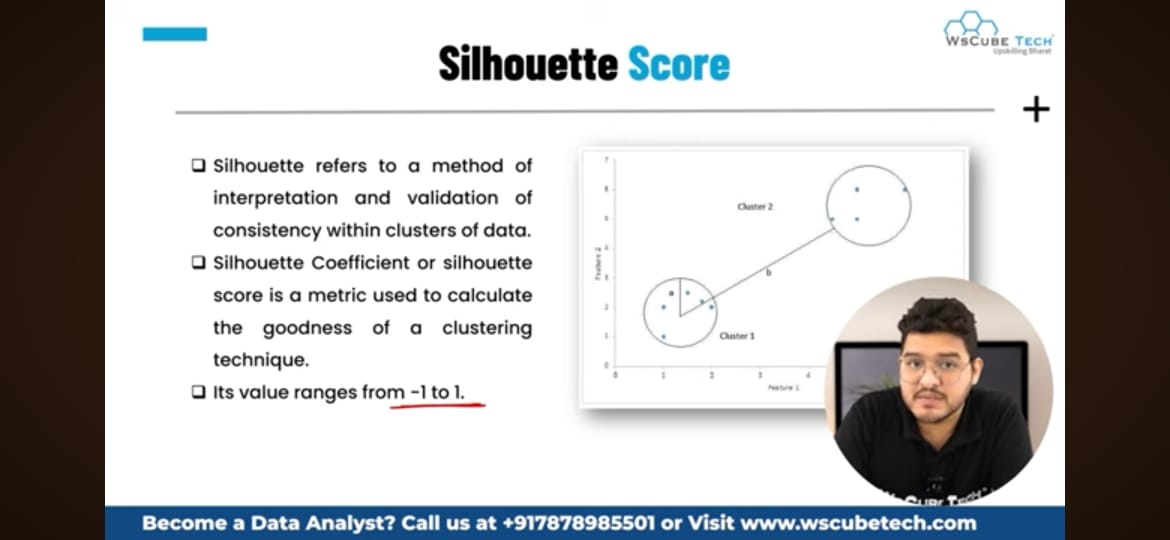 WsCube Tech
Upskilling Bharat
Silhouette Score
Silhouette refers to a method of
interpretation and validation of
consistency within clusters of data.
Silhouette Coefficient or silhouette
score is a metric used to calculate
the goodness of a clustering
technique.
Its value ranges from -1 to 1.
7
6
5
4
3
2
1
0
Feature 2
Cluster 2
b
a
Cluster 1
0 1 2 3 4
Feature 1
Become a Data Analyst? Call us at +917878985501 or Visit www.wscubetech.com